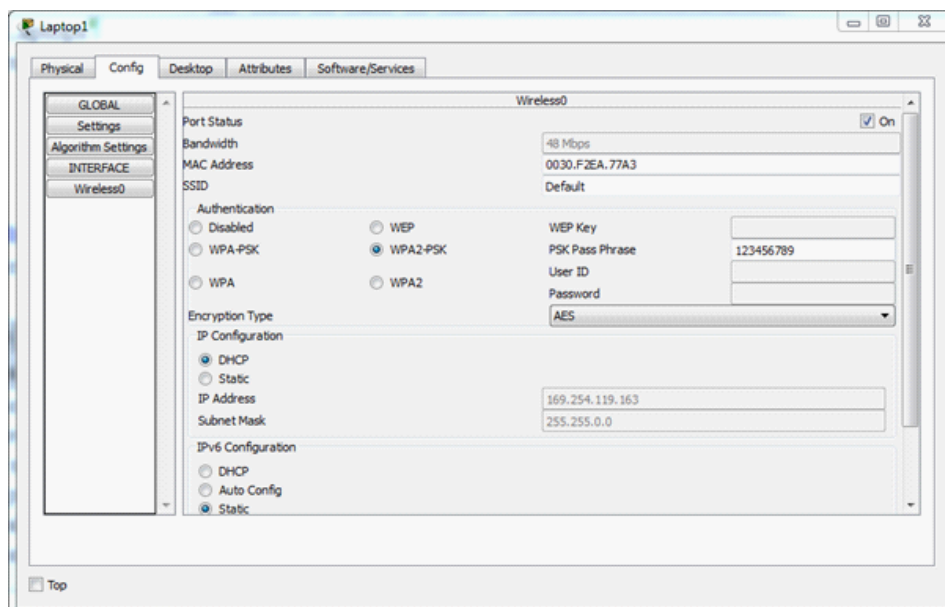 Laptop1
Physical Config Desktop Attributes Software/Services
GLOBAL
Settings
Algorithm Settings
INTERFACE
Wireless0
Wireless0
Port Status On
Bandwidth 48 Mbps
MAC Address 0030.F2EA.77A3
SSID Default
Authentication
Disabled WEP WEP Key
WPA-PSK WPA2-PSK PSK Pass Phrase 123456789
User ID
WPA WPA2
Password
Encryption Type AES
IP Configuration
DHCP
Static
IP Address 169.254.119.163
Subnet Mask 255.255.0.0
IPv6 Configuration
DHCP
Auto Config
Static
Top